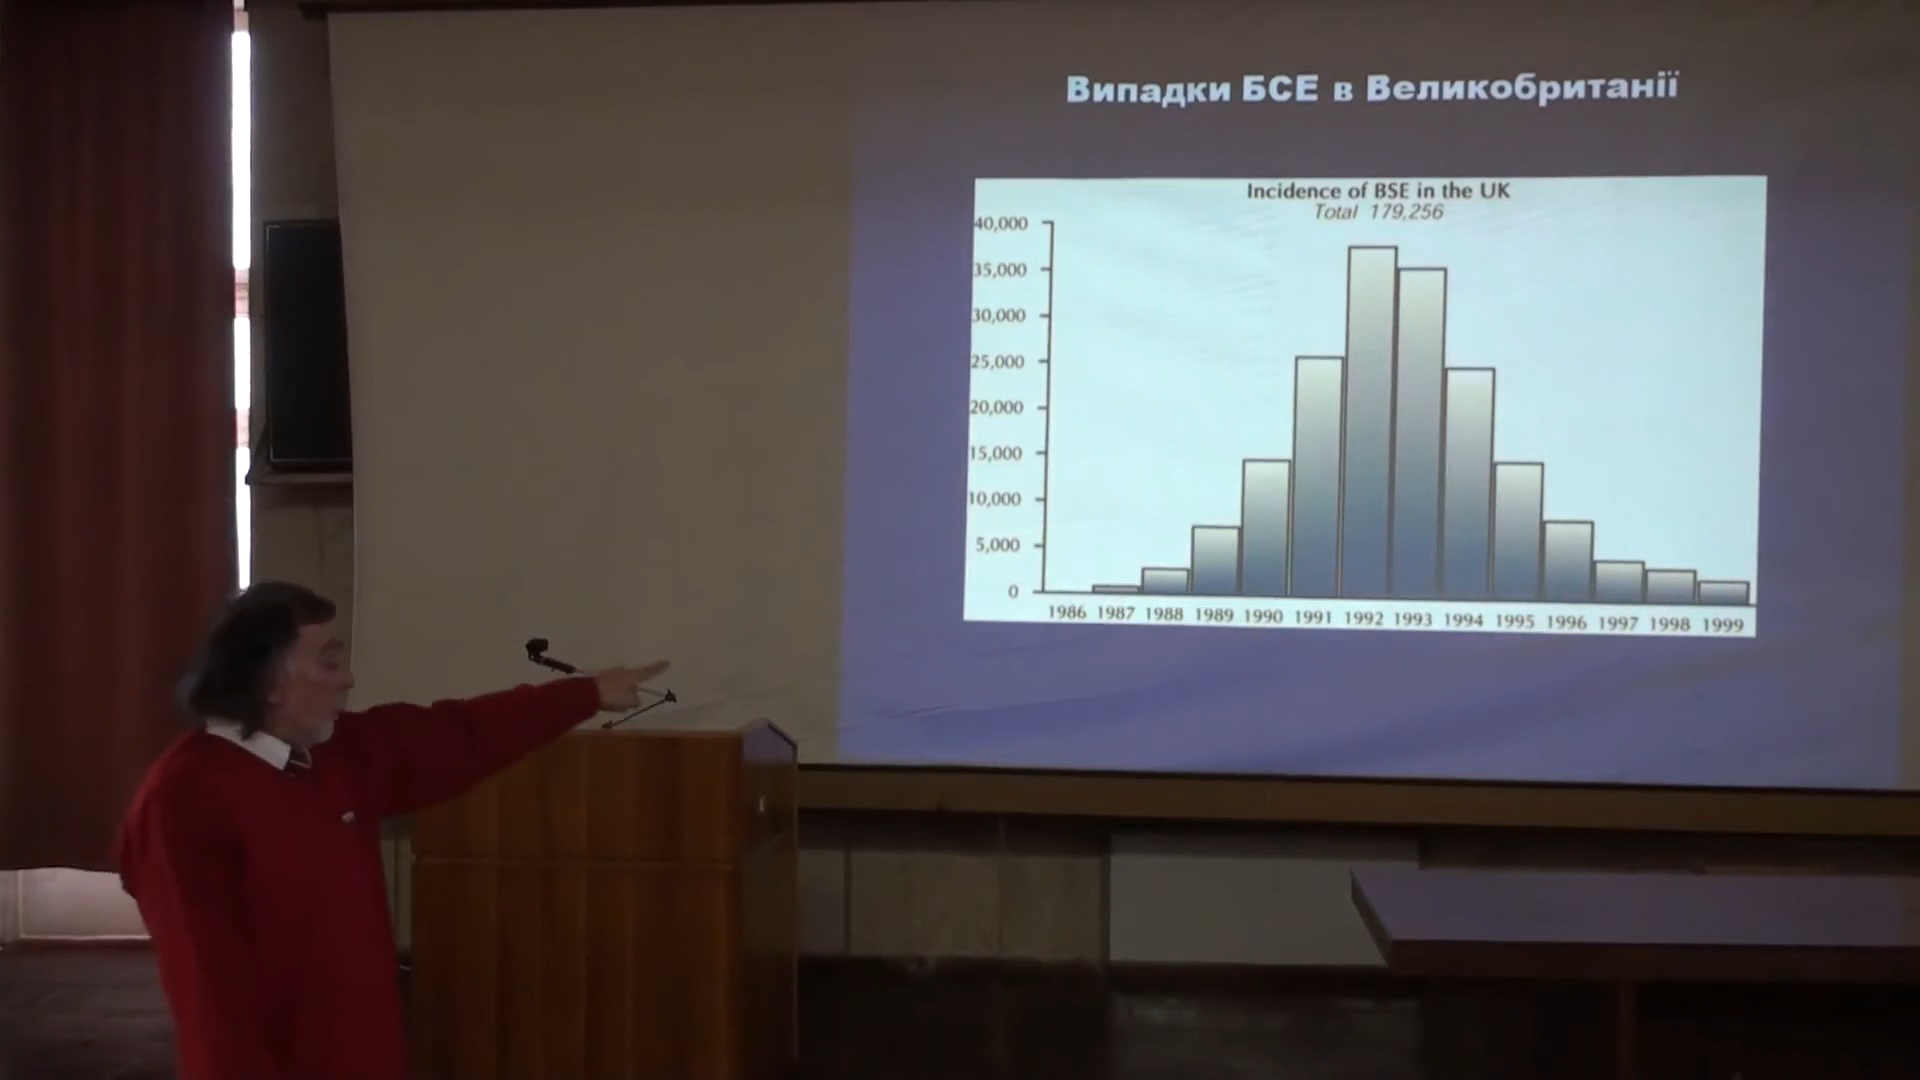 Випадки БСЕ в Великобританії
Incidence of BSE in the UK
Total 179,256
40,000
35,000
30,000
25,000
20,000
15,000
10,000
5,000
0
1986 1987 1988 1989 1990 1991 1992 1993 1994 1995 1996 1997 1998 1999